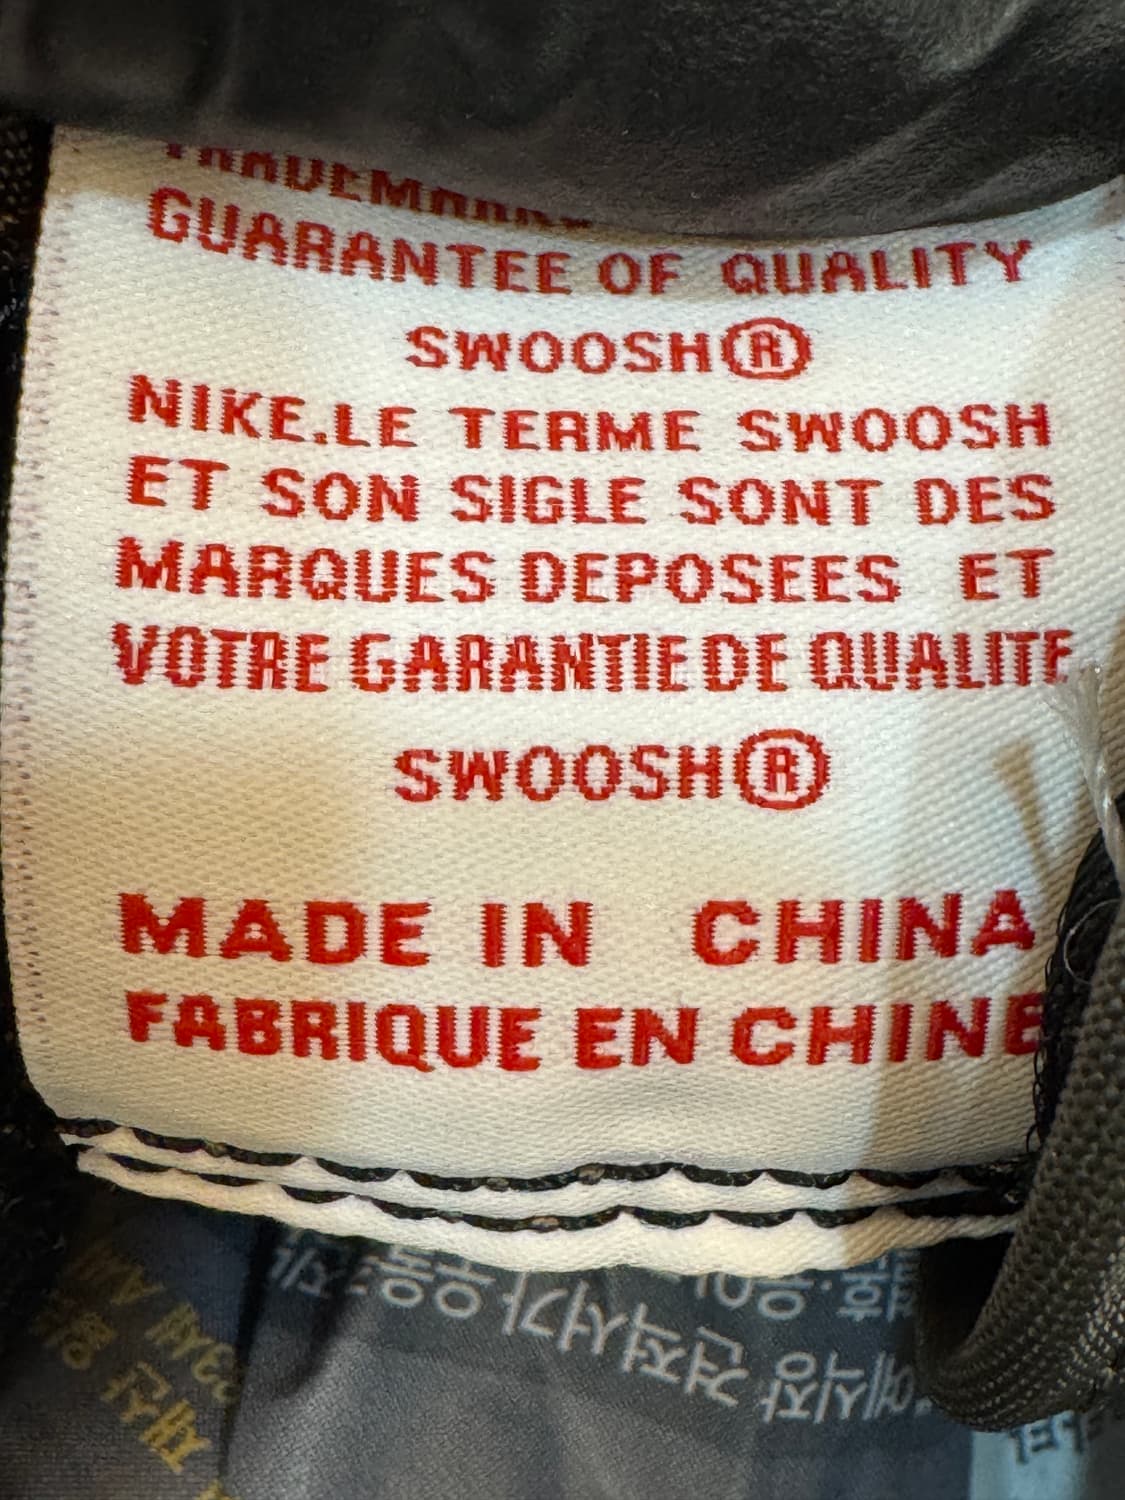 TRADEMARKS
GUARANTEE OF QUALITY
SWOOSH®
NIKE.LE TERME SWOOSH
ET SON SIGLE SONT DES
MARQUES DEPOSEES ET
VOTRE GARANTIE DE QUALITE
SWOOSH®
MADE IN CHINA
FABRIQUE EN CHINE